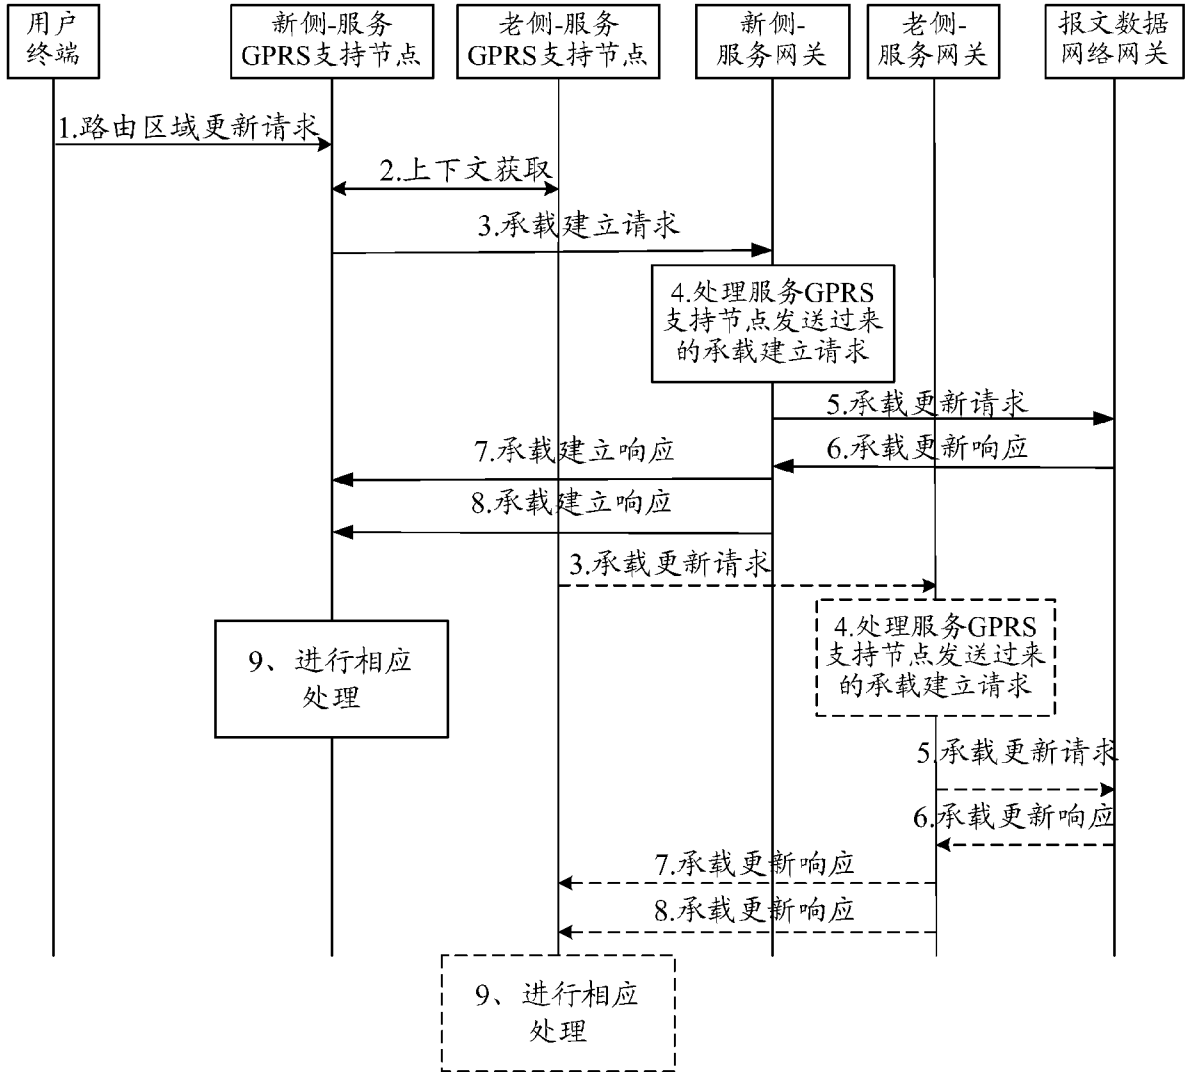 用户
终端
新侧-服务
GPRS支持节点
老侧-服务
GPRS支持节点
新侧-
服务网关
老侧-
服务网关
报文数据
网络网关
1.路由区域更新请求
2.上下文获取
3.承载建立请求
4.处理服务GPRS
支持节点发送过来
的承载建立请求
5.承载更新请求
6.承载更新响应
7.承载建立响应
8.承载建立响应
3.承载更新请求
4.处理服务GPRS
支持节点发送过来
的承载建立请求
9、进行相应
处理
5.承载更新请求
6.承载更新响应
7.承载更新响应
8.承载更新响应
9、进行相应
处理